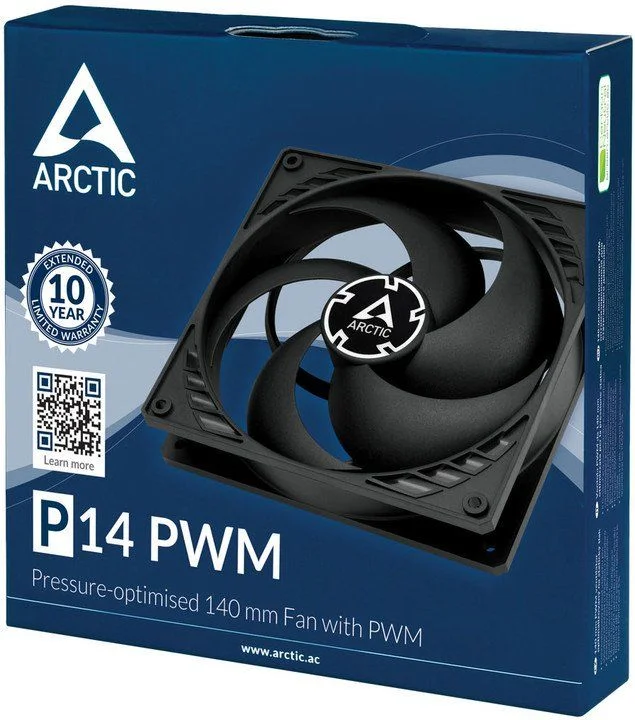 ARCTIC
EXTENDED
10
YEAR
LIMITED WARRANTY
Learn more
ARCTIC
P14 PWM
Pressure-optimised 140 mm Fan with PWM
www.arctic.ac